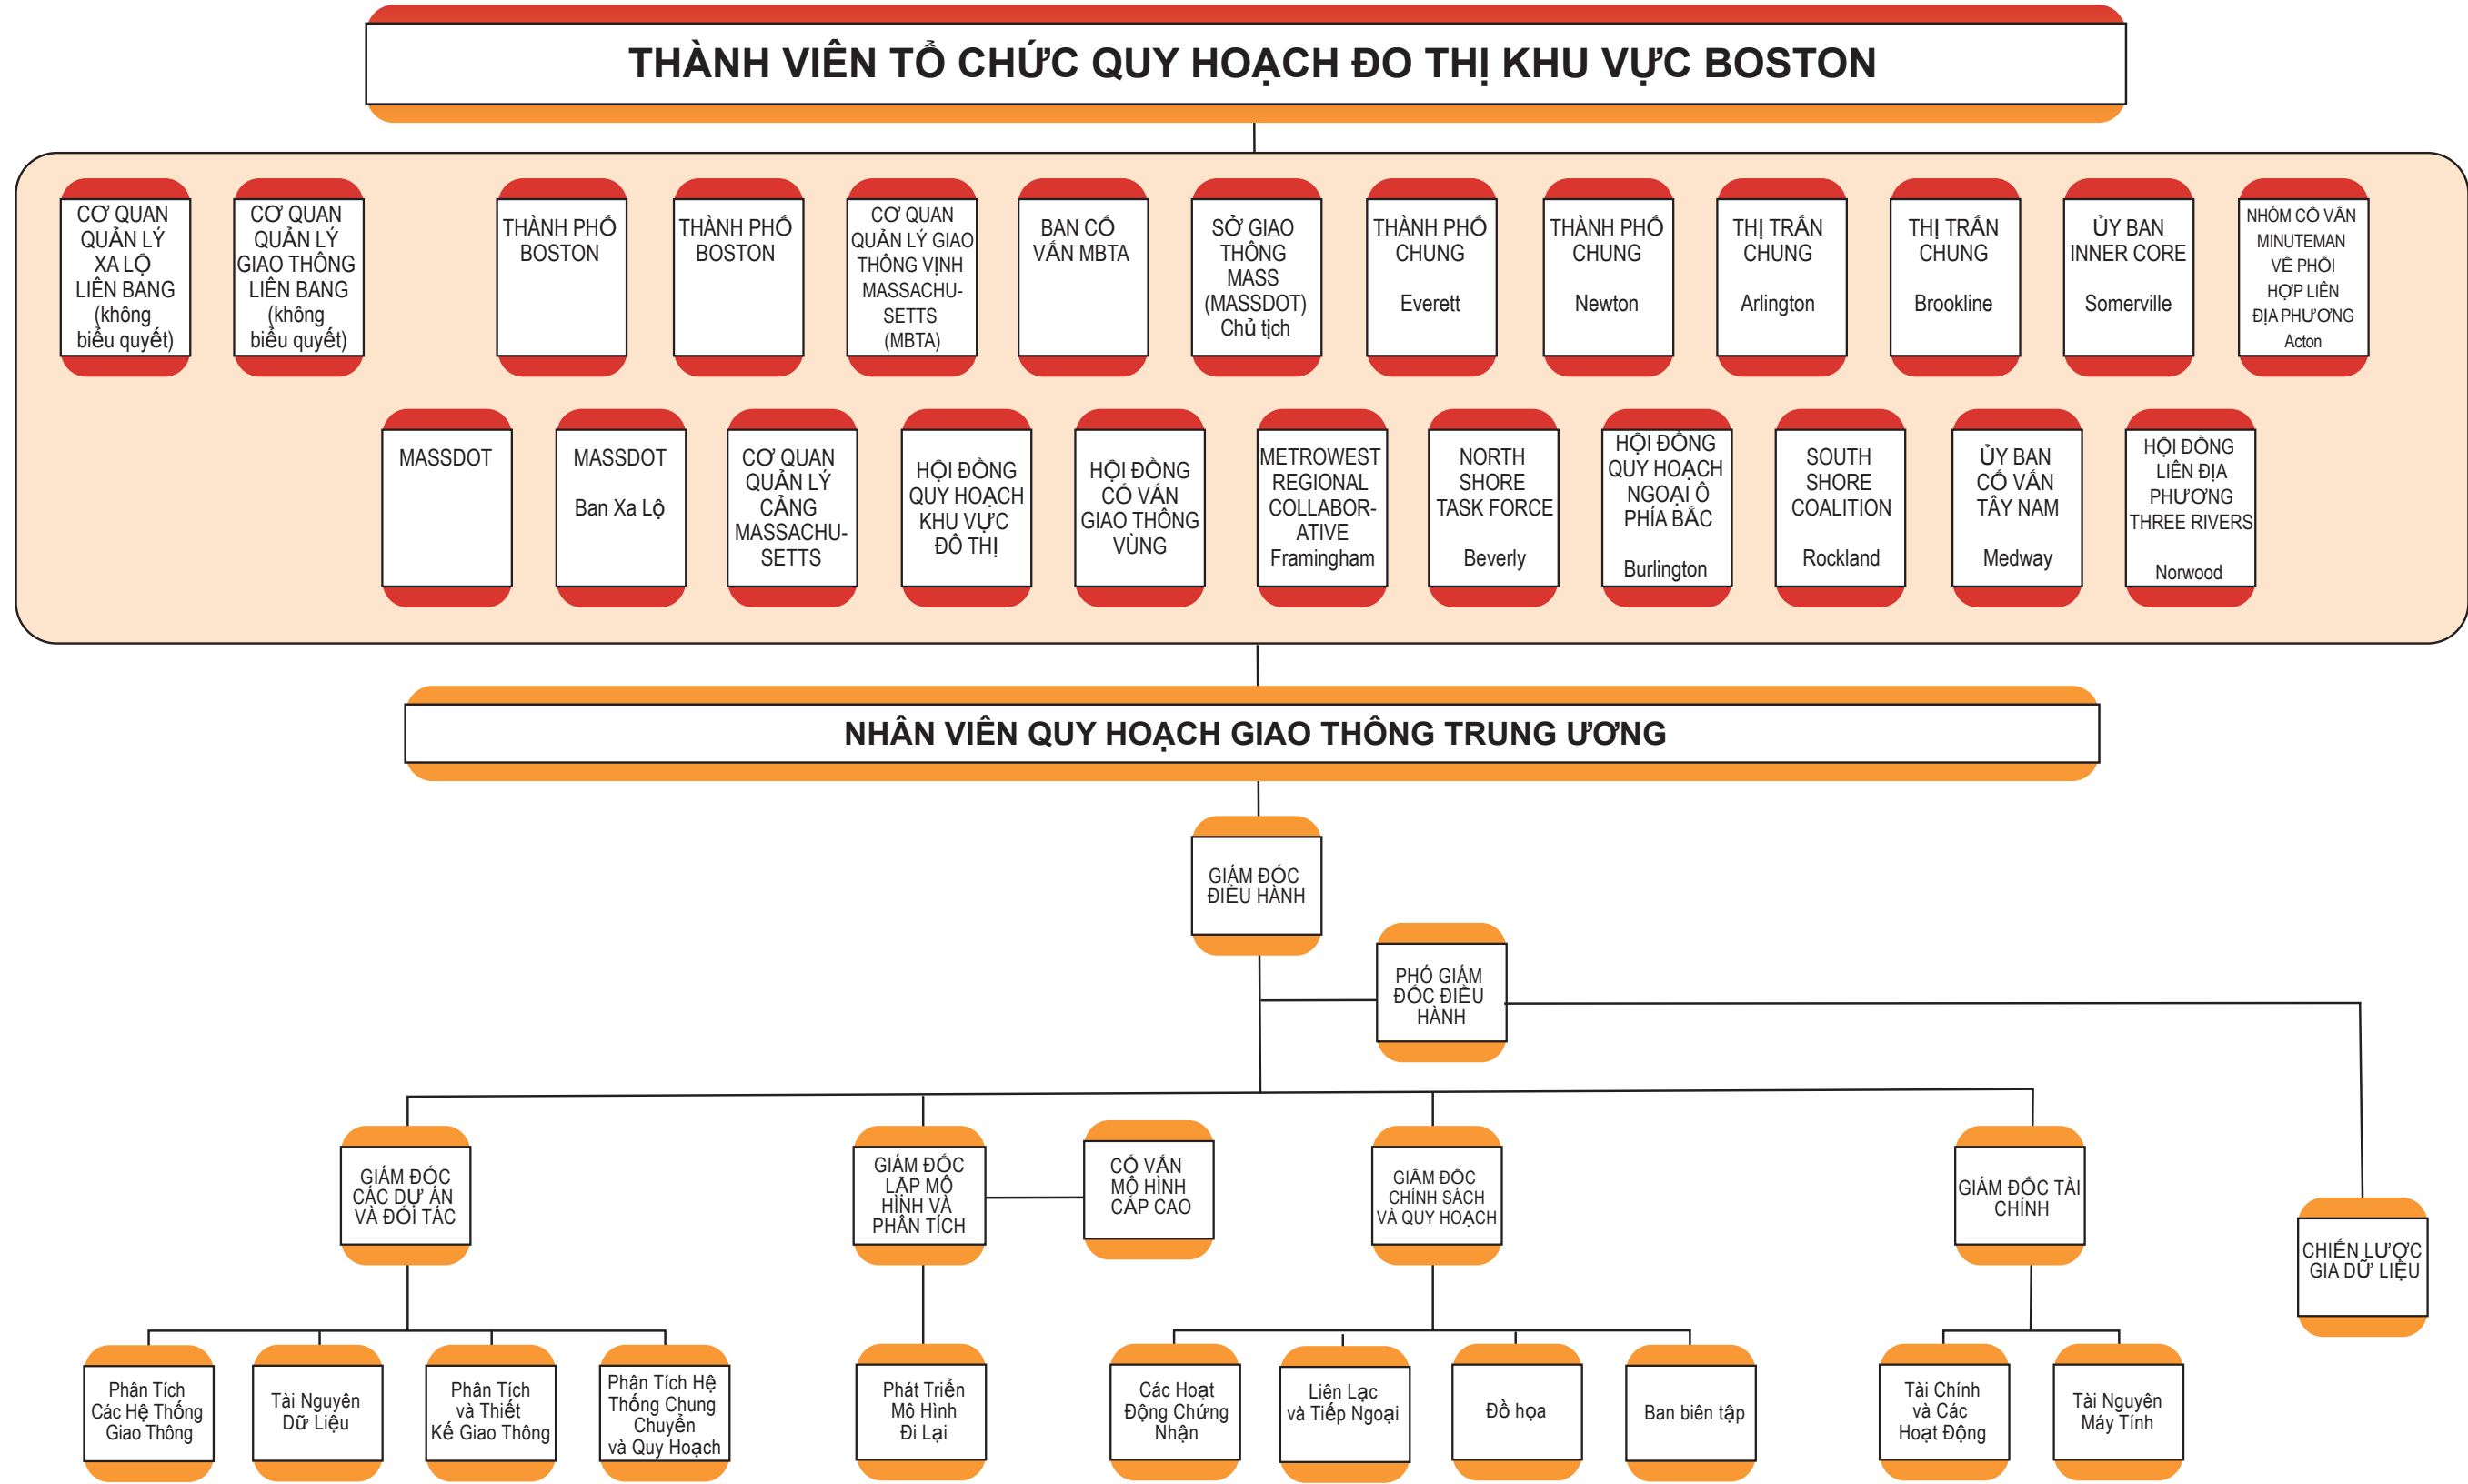 THÀNH VIÊN TỔ CHỨC QUY HOẠCH ĐO THỊ KHU VỰC BOSTON
CƠ QUAN
QUẢN LÝ
XA LỘ
LIÊN BANG
(không
biểu quyết)
CƠ QUAN
QUẢN LÝ
GIAO THÔNG
LIÊN BANG
(không
biểu quyết)
THÀNH PHỐ
BOSTON
THÀNH PHỐ
BOSTON
CƠ QUAN
QUẢN LÝ GIAO
THÔNG VỊNH
MASSACHU-
SETTS
(MBTA)
BAN CỐ
VẤN MBTA
SỞ GIAO
THÔNG
MASS
(MASSDOT)
Chủ tịch
THÀNH PHỐ
CHUNG
Everett
THÀNH PHỐ
CHUNG
Newton
THỊ TRẤN
CHUNG
Arlington
THỊ TRẤN
CHUNG
Brookline
ỦY BAN
INNER CORE
Somerville
NHÓM CỐ VẤN
MINUTEMAN
VỀ PHỐI
HỢP LIÊN
ĐỊA PHƯƠNG
Acton
MASSDOT
MASSDOT
Ban Xa Lộ
CƠ QUAN
QUẢN LÝ
CẢNG
MASSACHU-
SETTS
HỘI ĐỒNG
QUY HOẠCH
KHU VỰC
ĐÔ THỊ
HỘI ĐỒNG
CỐ VẤN
GIAO THÔNG
VÙNG
METROWEST
REGIONAL
COLLABOR-
ATIVE
Framingham
NORTH
SHORE
TASK FORCE
Beverly
HỘI ĐỒNG
QUY HOẠCH
NGOẠI Ô
PHÍA BẮC
Burlington
SOUTH
SHORE
COALITION
Rockland
ỦY BAN
CỐ VẤN
TÂY NAM
Medway
HỘI ĐỒNG
LIÊN ĐỊA
PHƯƠNG
THREE RIVERS
Norwood
NHÂN VIÊN QUY HOẠCH GIAO THÔNG TRUNG ƯƠNG
GIÁM ĐỐC
ĐIỀU HÀNH
PHÓ GIÁM
ĐỐC ĐIỀU
HÀNH
GIÁM ĐỐC
CÁC DỰ ÁN
VÀ ĐỐI TÁC
GIÁM ĐỐC
LẬP MÔ
HÌNH VÀ
PHÂN TÍCH
CỐ VẤN
MÔ HÌNH
CẤP CAO
GIÁM ĐỐC
CHÍNH SÁCH
VÀ QUY HOẠCH
GIÁM ĐỐC TÀI
CHÍNH
CHIẾN LƯỢC
GIA DỮ LIỆU
Phân Tích
Các Hệ Thống
Giao Thông
Tài Nguyên
Dữ Liệu
Phân Tích
và Thiết
Kế Giao Thông
Phân Tích Hệ
Thống Chung
Chuyển
và Quy Hoạch
Phát Triển
Mô Hình
Đi Lại
Các Hoạt
Động Chứng
Nhận
Liên Lạc
và Tiếp Ngoại
Đồ họa
Ban biên tập
Tài Chính
và Các
Hoạt Động
Tài Nguyên
Máy Tính